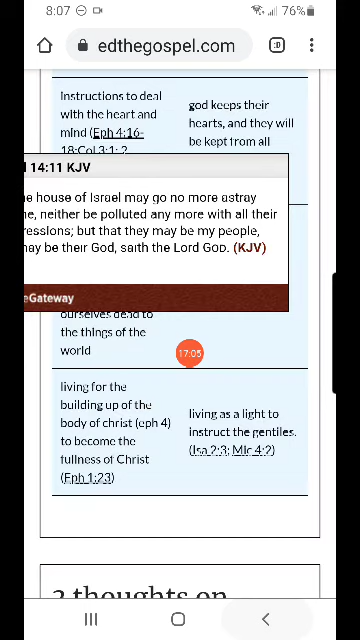 8:07
76%
edthegospel.com
:D
instructions to deal
with the heart and
mind (Eph 4:16-
18;Col 3:1; 2
god keeps their
hearts, and they will
be kept from all
14:11 KJV
house of Israel may go no more astray
neither be polluted any more with all their
but that they may be my people,
be their God, saith the Lord GOD. (KJV)
Gateway
ourselves dead to
the things of the
world
17:05
living for the
building up of the
body of christ (eph 4)
to become the
fullness of Christ
(Eph 1:23)
living as a light to
instruct the gentiles.
(Isa 2:3; MIc 4:2)
thoughts on